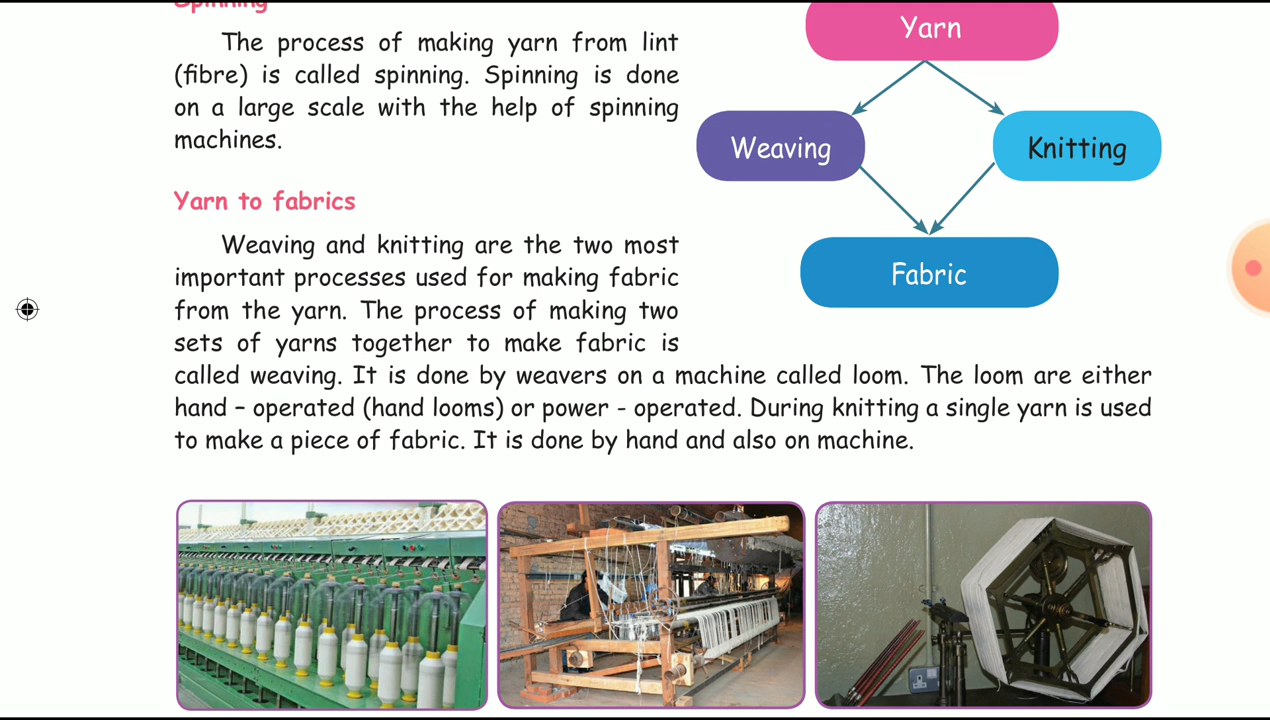 Spinning
The process of making yarn from lint
(fibre) is called spinning. Spinning is done
on a large scale with the help of spinning
machines.
Yarn to fabrics
Weaving and knitting are the two most
important processes used for making fabric
from the yarn. The process of making two
sets of yarns together to make fabric is
called weaving. It is done by weavers on a machine called loom. The loom are either
hand – operated (hand looms) or power - operated. During knitting a single yarn is used
to make a piece of fabric. It is done by hand and also on machine.
Yarn
Weaving
Knitting
Fabric